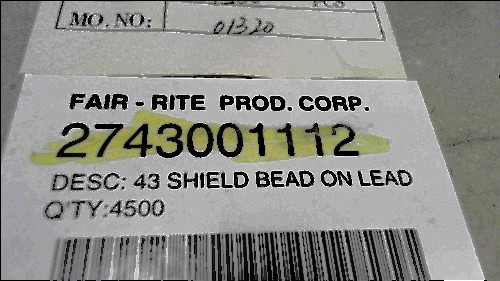 MO. NO: 01320
FAIR - RITE PROD. CORP.
2743001112
DESC: 43 SHIELD BEAD ON LEAD
Q'TY:4500